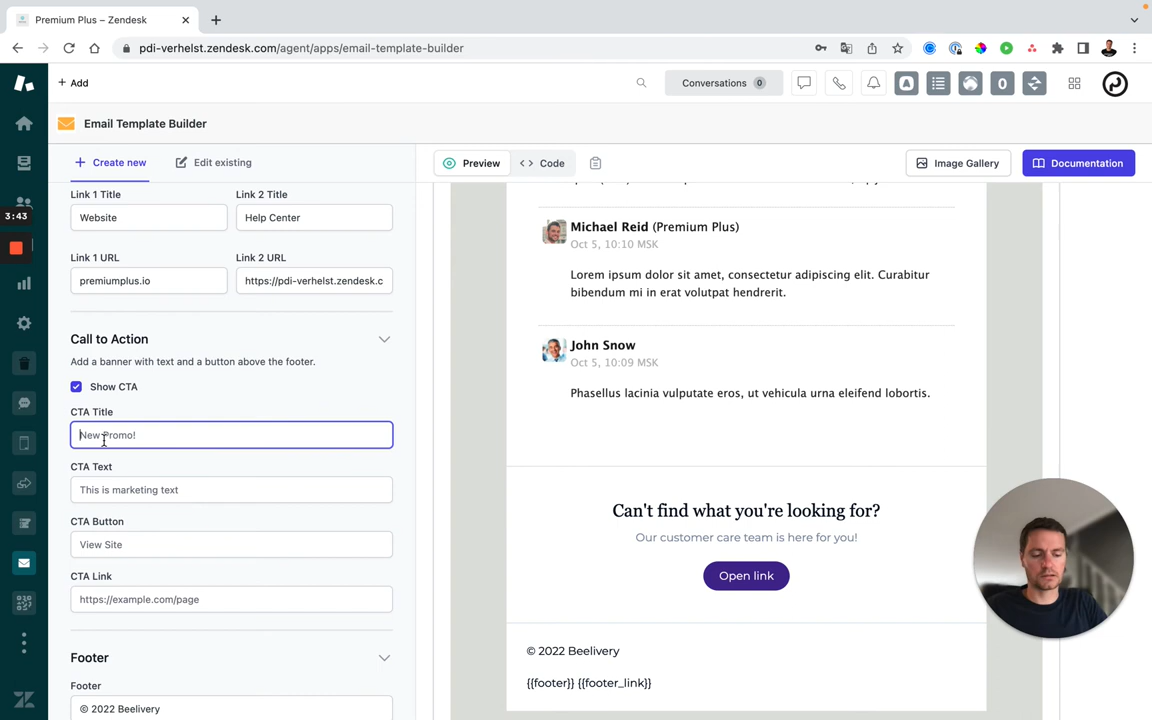 Premium Plus – Zendesk
pdi-verhelst.zendesk.com/agent/apps/email-template-builder
+ Add
Conversations 0
A
0
Email Template Builder
Create new
Edit existing
Preview
Code
Image Gallery
Documentation
Link 1 Title
Link 2 Title
Website
Help Center
3:43
Link 1 URL
Link 2 URL
premiumplus.io
https://pdi-verhelst.zendesk.c
Call to Action
Add a banner with text and a button above the footer.
Show CTA
CTA Title
New Promo!
CTA Text
This is marketing text
CTA Button
View Site
CTA Link
https://example.com/page
Footer
Footer
© 2022 Beelivery
Michael Reid (Premium Plus)
Oct 5, 10:10 MSK
Lorem ipsum dolor sit amet, consectetur adipiscing elit. Curabitur
bibendum mi in erat volutpat hendrerit.
John Snow
Oct 5, 10:09 MSK
Phasellus lacinia vulputate eros, ut vehicula urna eleifend lobortis.
Can't find what you're looking for?
Our customer care team is here for you!
Open link
© 2022 Beelivery
{{footer}} {{footer_link}}